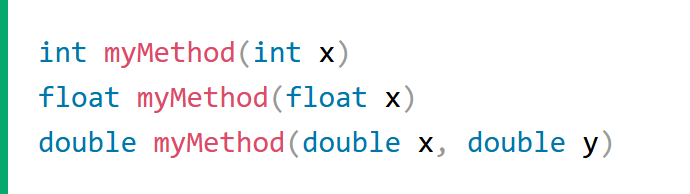 int myMethod(int x)
float myMethod(float x)
double myMethod(double x, double y)